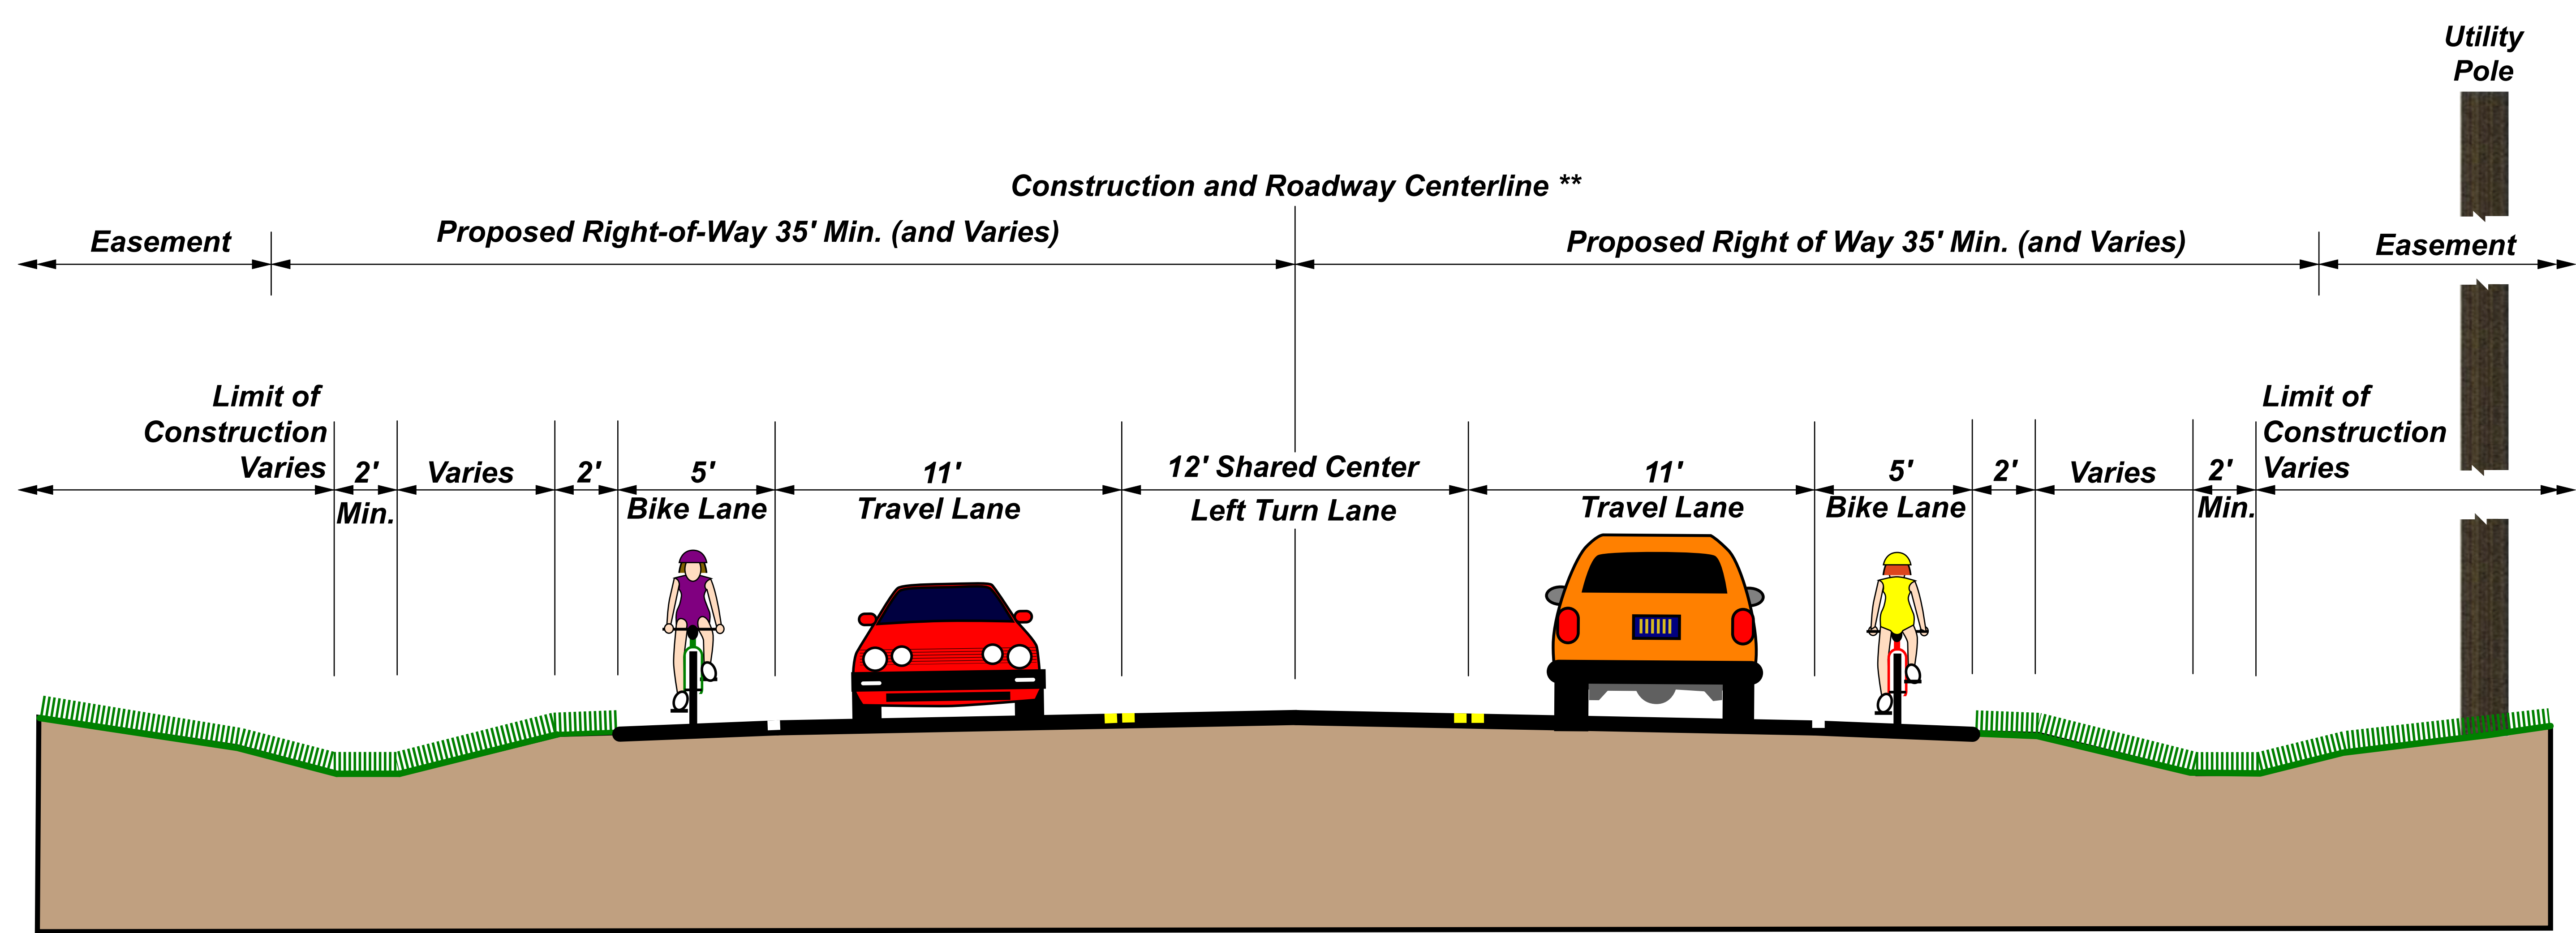 Utility
Pole
Construction and Roadway Centerline **
Easement
Proposed Right-of-Way 35' Min. (and Varies)
Proposed Right of Way 35' Min. (and Varies)
Easement
Limit of
Construction
Varies
2'
Min.
Varies
2'
5'
Bike Lane
11'
Travel Lane
12' Shared Center
Left Turn Lane
11'
Travel Lane
5'
Bike Lane
2'
Varies
2'
Min.
Limit of
Construction
Varies